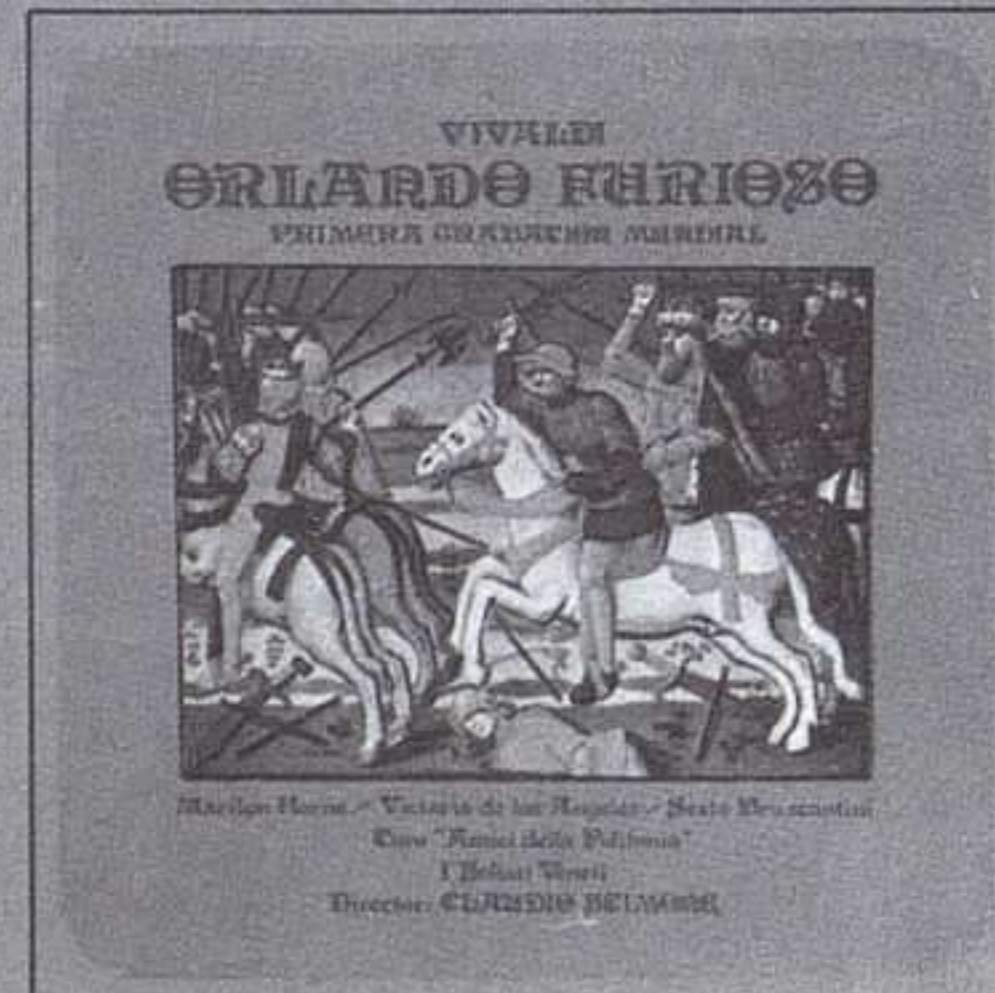 VIVALDI
ORLANDO FURIOSO
PRIMERA GRABACION MUNDIAL
Marilyn Horne - Victoria de los Angeles - Sesto Bruscantini
Coro "Amici della Polifonia"
I Solisti Veneti
Director: CLAUDIO